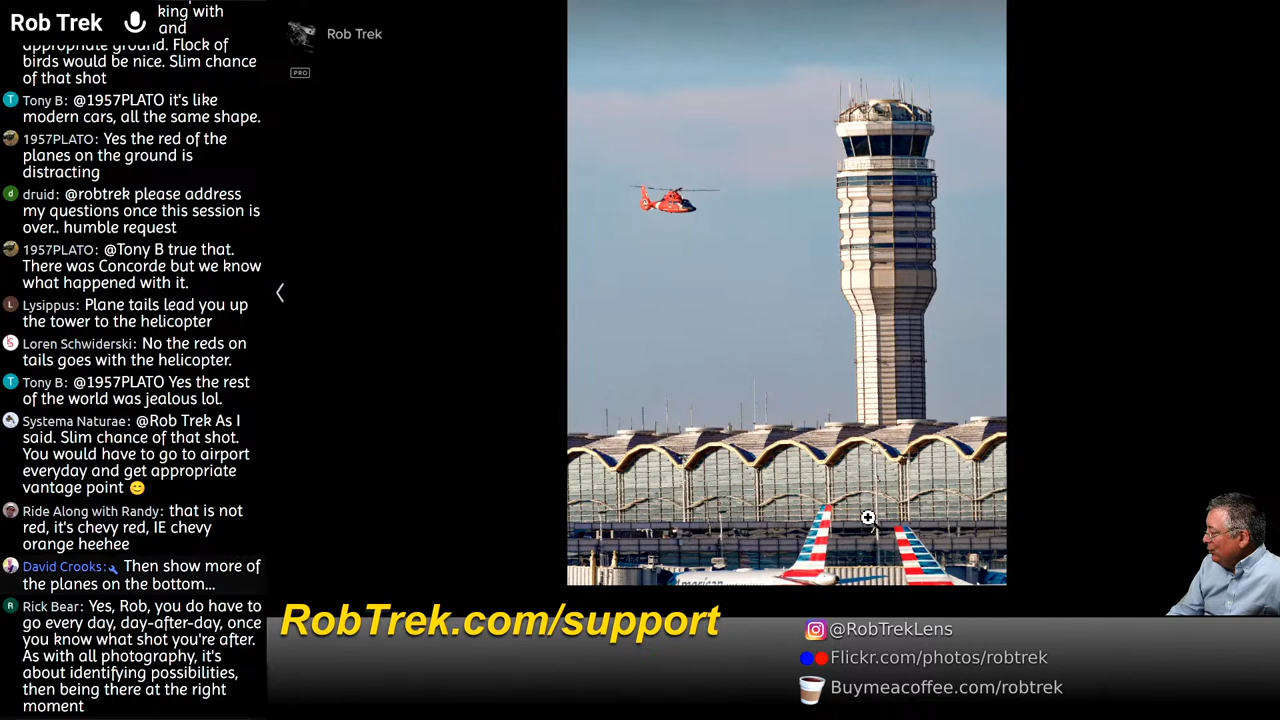 Rob Trek
king with
and
appropriate ground. Flock of
birds would be nice. Slim chance
of that shot
Tony B: @1957PLATO it's like
modern cars, all the same shape.
1957PLATO: Yes the red of the
planes on the ground is
distracting
druid: @robtrek please address
my questions once this session is
over.. humble request
1957PLATO: @Tony B true that.
There was Concorde but we know
what happened with it.
Lysippus: Plane tails lead you up
the tower to the helicopter
Loren Schwiderski: No the reds on
tails goes with the helicopter.
Tony B: @1957PLATO Yes the rest
of the world was jealous lol.
Systema Naturae: @Rob Trek As I
said. Slim chance of that shot.
You would have to go to airport
everyday and get appropriate
vantage point 😊
Ride Along with Randy: that is not
red, it's chevy red, IE chevy
orange heehee
David Crooks: Then show more of
the planes on the bottom...
Rick Bear: Yes, Rob, you do have to
go every day, day-after-day, once
you know what shot you're after.
As with all photography, it's
about identifying possibilities,
then being there at the right
moment
Rob Trek
PRO
American
RobTrek.com/support
@RobTrekLens
Flickr.com/photos/robtrek
Buymeacoffee.com/robtrek